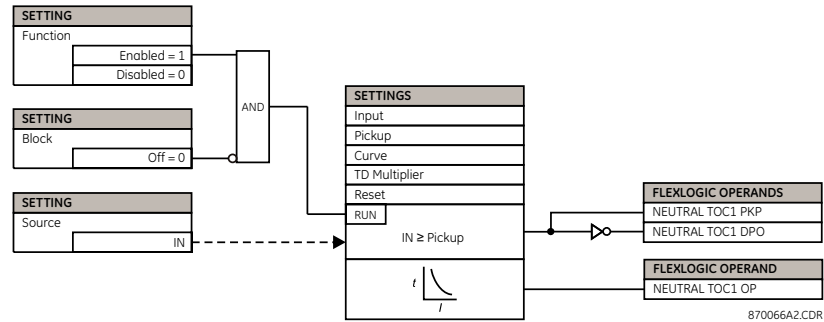 SETTING
Function
Enabled = 1
Disabled = 0
SETTING
Block
Off = 0
SETTING
Source
IN
AND
SETTINGS
Input
Pickup
Curve
TD Multiplier
Reset
RUN
IN ≥ Pickup
t
I
FLEXLOGIC OPERANDS
NEUTRAL TOC1 PKP
NEUTRAL TOC1 DPO
FLEXLOGIC OPERAND
NEUTRAL TOC1 OP
870066A2.CDR